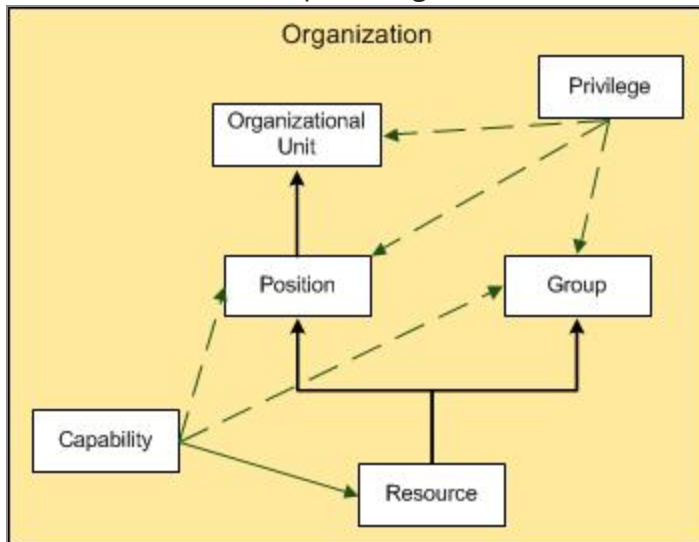 Organization
Privilege
Organizational
Unit
Position
Group
Capability
Resource